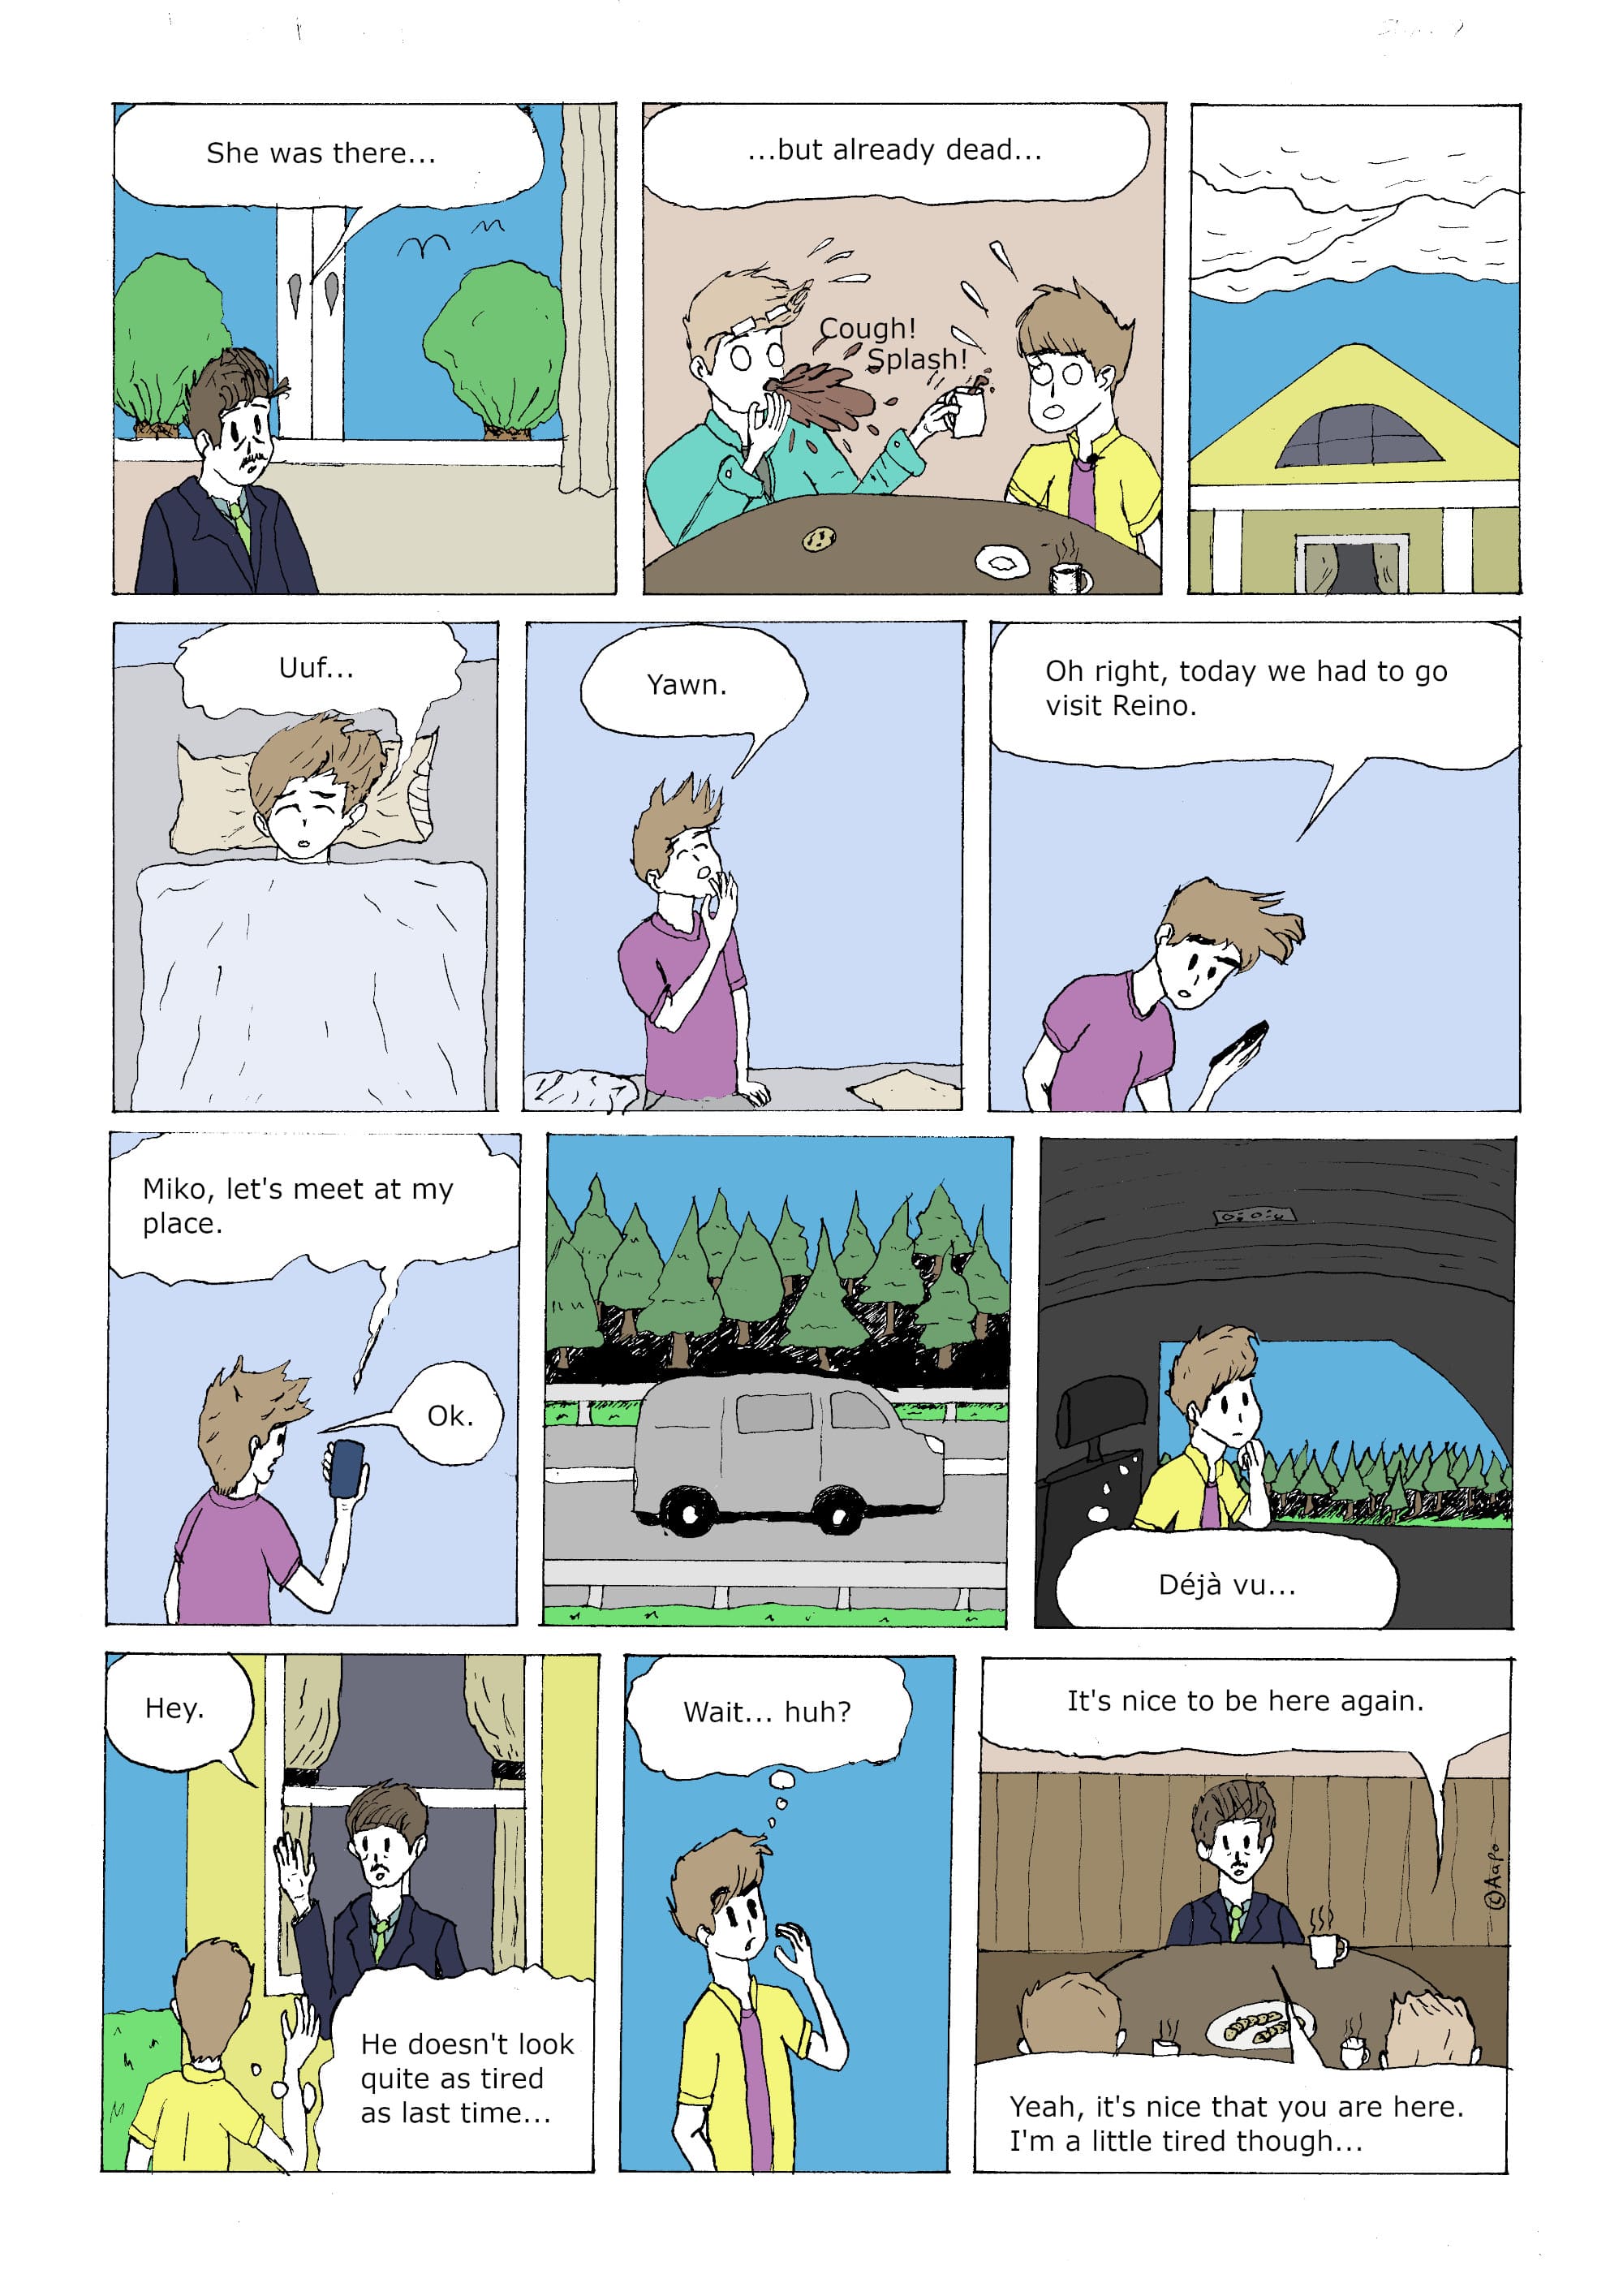 She was there...
...but already dead...
Cough!
Splash!
Uuf...
Yawn.
Oh right, today we had to go
visit Reino.
Miko, let's meet at my
place.
Ok.
Déjà vu...
Hey.
He doesn't look
quite as tired
as last time...
Wait... huh?
It's nice to be here again.
©Aapo
Yeah, it's nice that you are here.
I'm a little tired though...